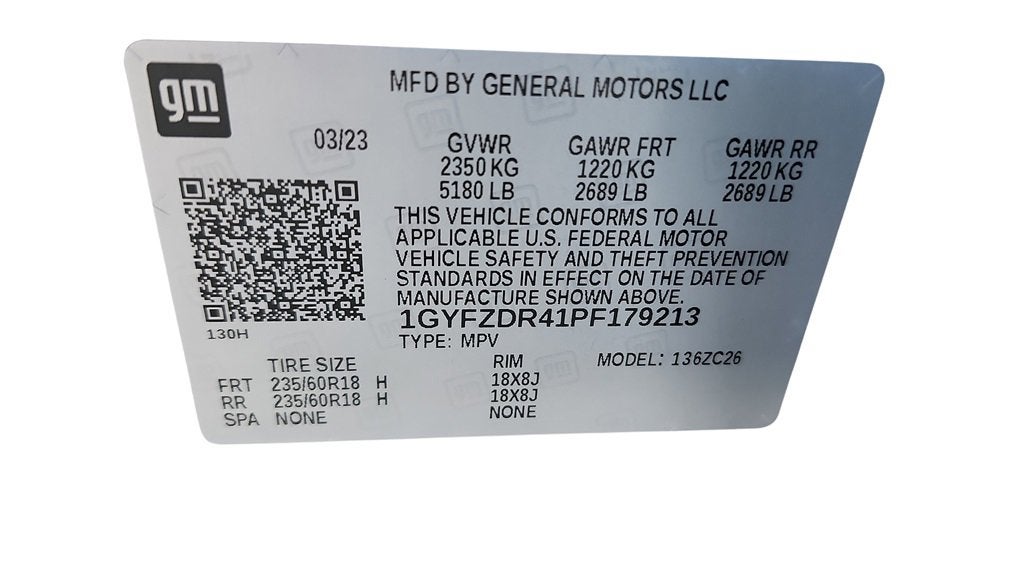 gm
MFD BY GENERAL MOTORS LLC
03/23 GVWR GAWR FRT GAWR RR
2350 KG 1220 KG 1220 KG
5180 LB 2689 LB 2689 LB
THIS VEHICLE CONFORMS TO ALL
APPLICABLE U.S. FEDERAL MOTOR
VEHICLE SAFETY AND THEFT PREVENTION
STANDARDS IN EFFECT ON THE DATE OF
MANUFACTURE SHOWN ABOVE.
1GYFZDR41PF179213
130H
TYPE: MPV
TIRE SIZE RIM MODEL: 136ZC26
FRT 235/60R18 H 18X8J
RR 235/60R18 H 18X8J
SPA NONE NONE